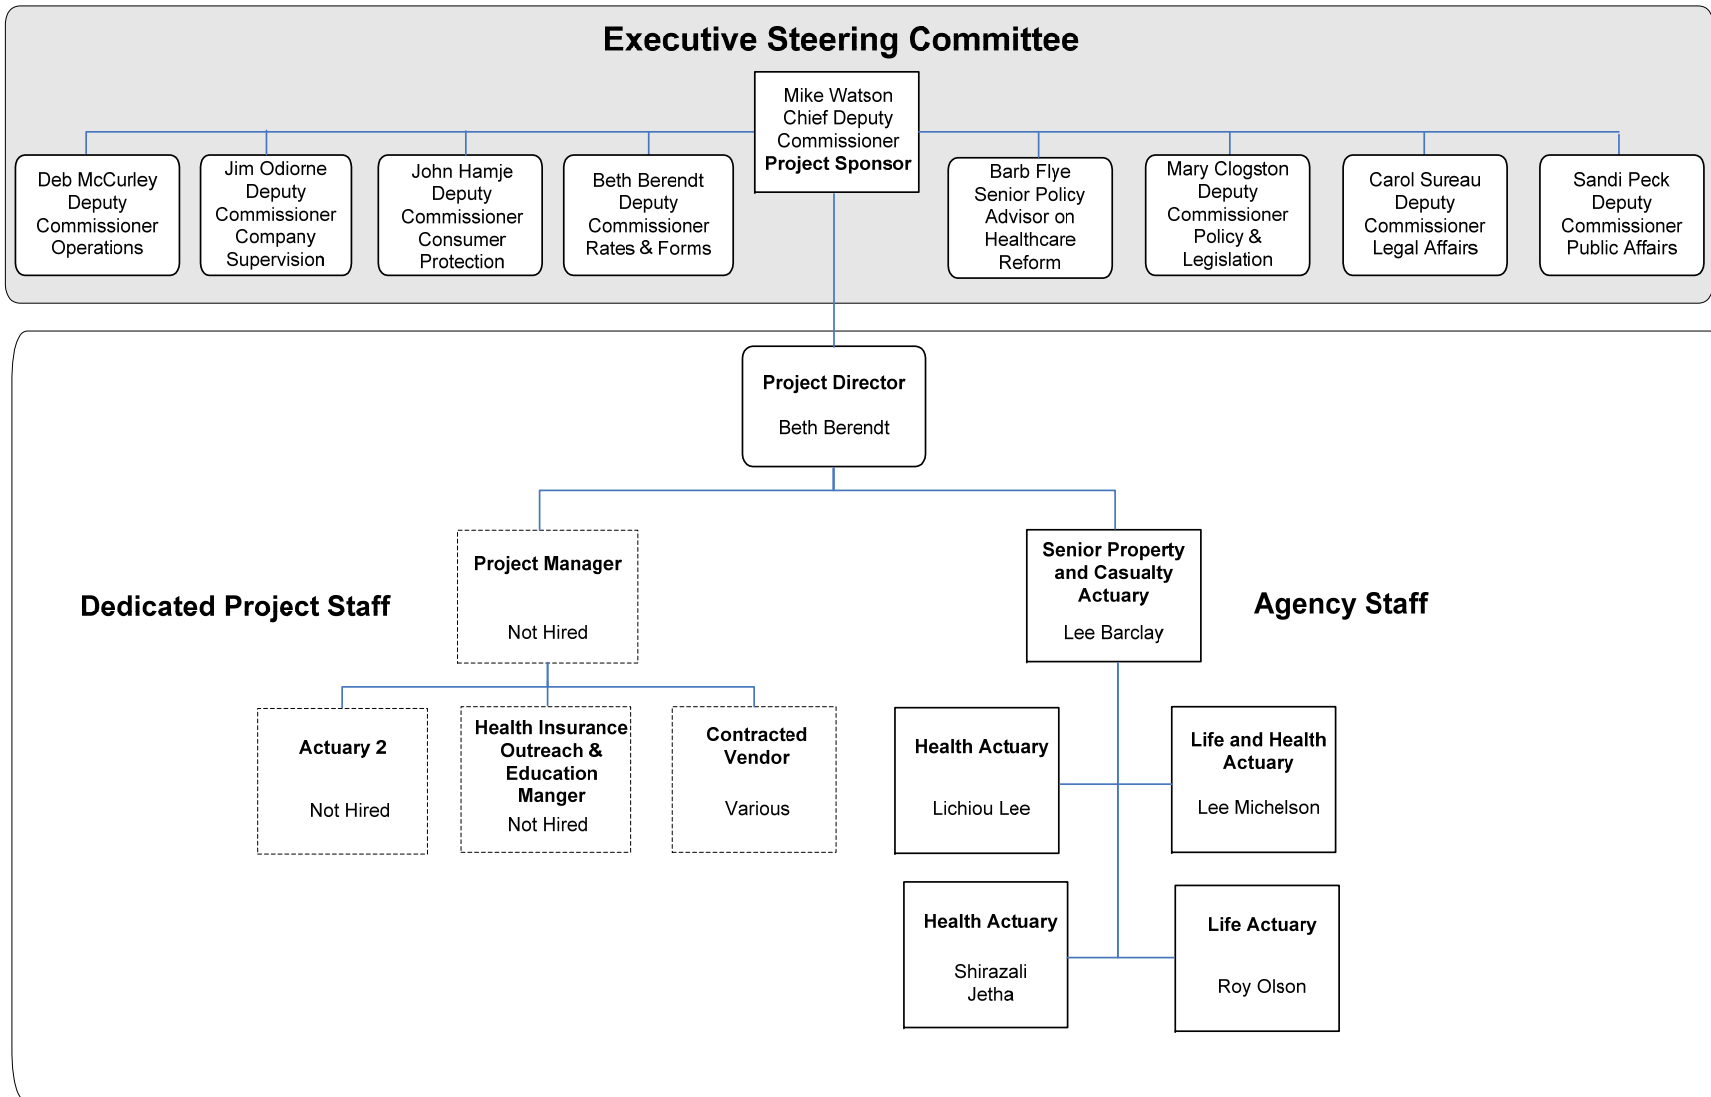 Executive Steering Committee
Mike Watson
Chief Deputy
Commissioner
Project Sponsor
Deb McCurley
Deputy
Commissioner
Operations
Jim Odiorne
Deputy
Commissioner
Company
Supervision
John Hamje
Deputy
Commissioner
Consumer
Protection
Beth Berendt
Deputy
Commissioner
Rates & Forms
Barb Flye
Senior Policy
Advisor on
Healthcare
Reform
Mary Clogston
Deputy
Commissioner
Policy &
Legislation
Carol Sureau
Deputy
Commissioner
Legal Affairs
Sandi Peck
Deputy
Commissioner
Public Affairs
Project Director
Beth Berendt
Dedicated Project Staff
Project Manager
Not Hired
Senior Property
and Casualty
Actuary
Lee Barclay
Agency Staff
Actuary 2
Not Hired
Health Insurance
Outreach &
Education
Manger
Not Hired
Contracted
Vendor
Various
Health Actuary
Lichiou Lee
Life and Health
Actuary
Lee Michelson
Health Actuary
Shirazali
Jetha
Life Actuary
Roy Olson